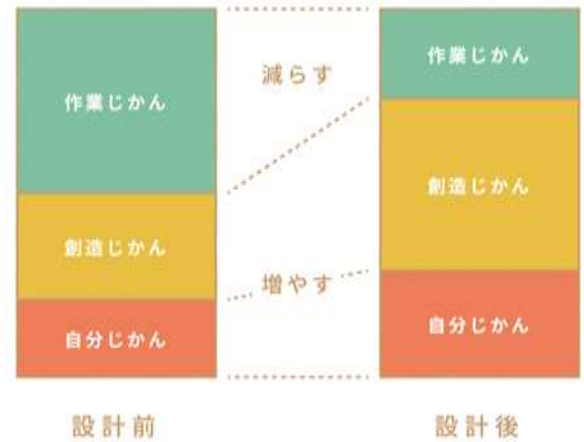 作業じかん
創造じかん
自分じかん
設計前
減らす
増やす
作業じかん
創造じかん
自分じかん
設計後